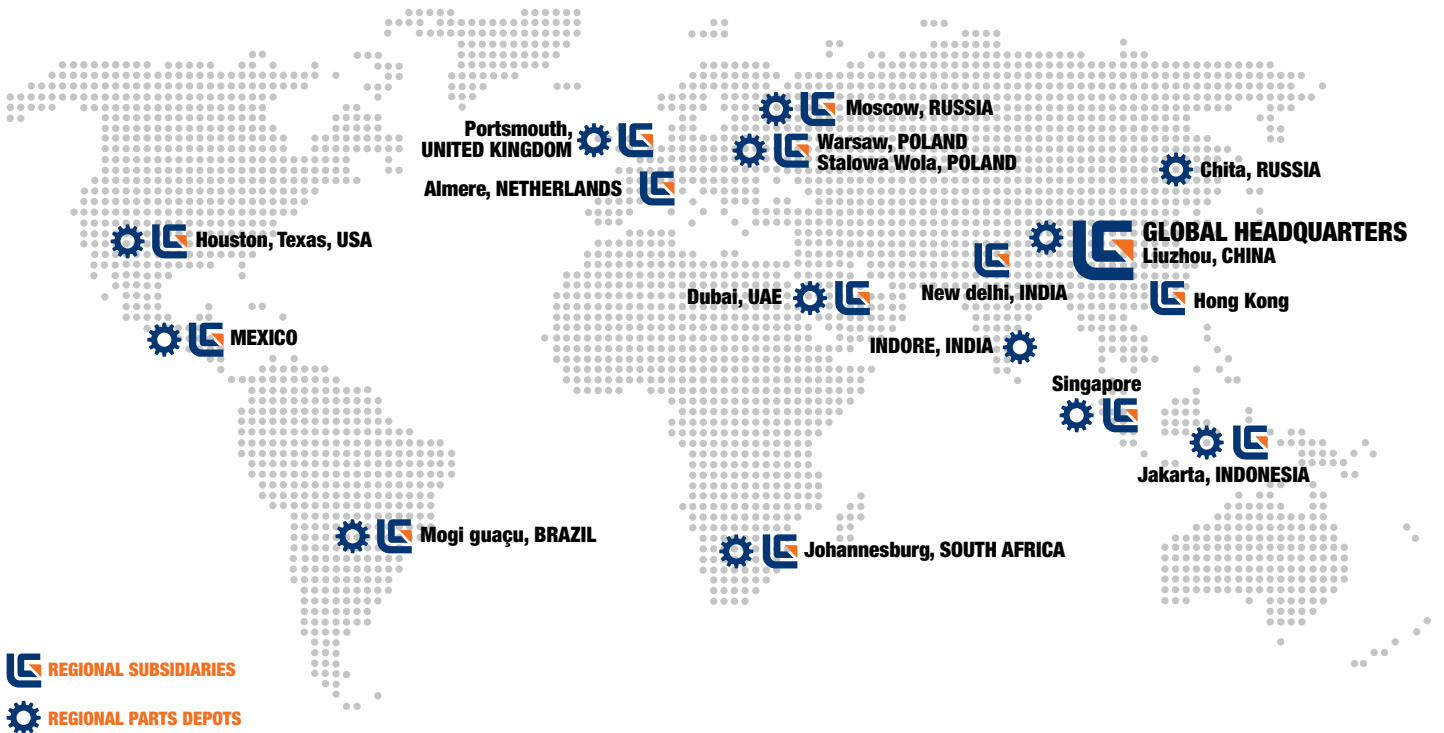 Moscow, RUSSIA
Portsmouth,
UNITED KINGDOM
Warsaw, POLAND
Stalowa Wola, POLAND
Chita, RUSSIA
Almere, NETHERLANDS
Houston, Texas, USA
GLOBAL HEADQUARTERS
Liuzhou, CHINA
Dubai, UAE
New delhi, INDIA
Hong Kong
MEXICO
INDORE, INDIA
Singapore
Jakarta, INDONESIA
Mogi guaçu, BRAZIL
Johannesburg, SOUTH AFRICA
REGIONAL SUBSIDIARIES
REGIONAL PARTS DEPOTS